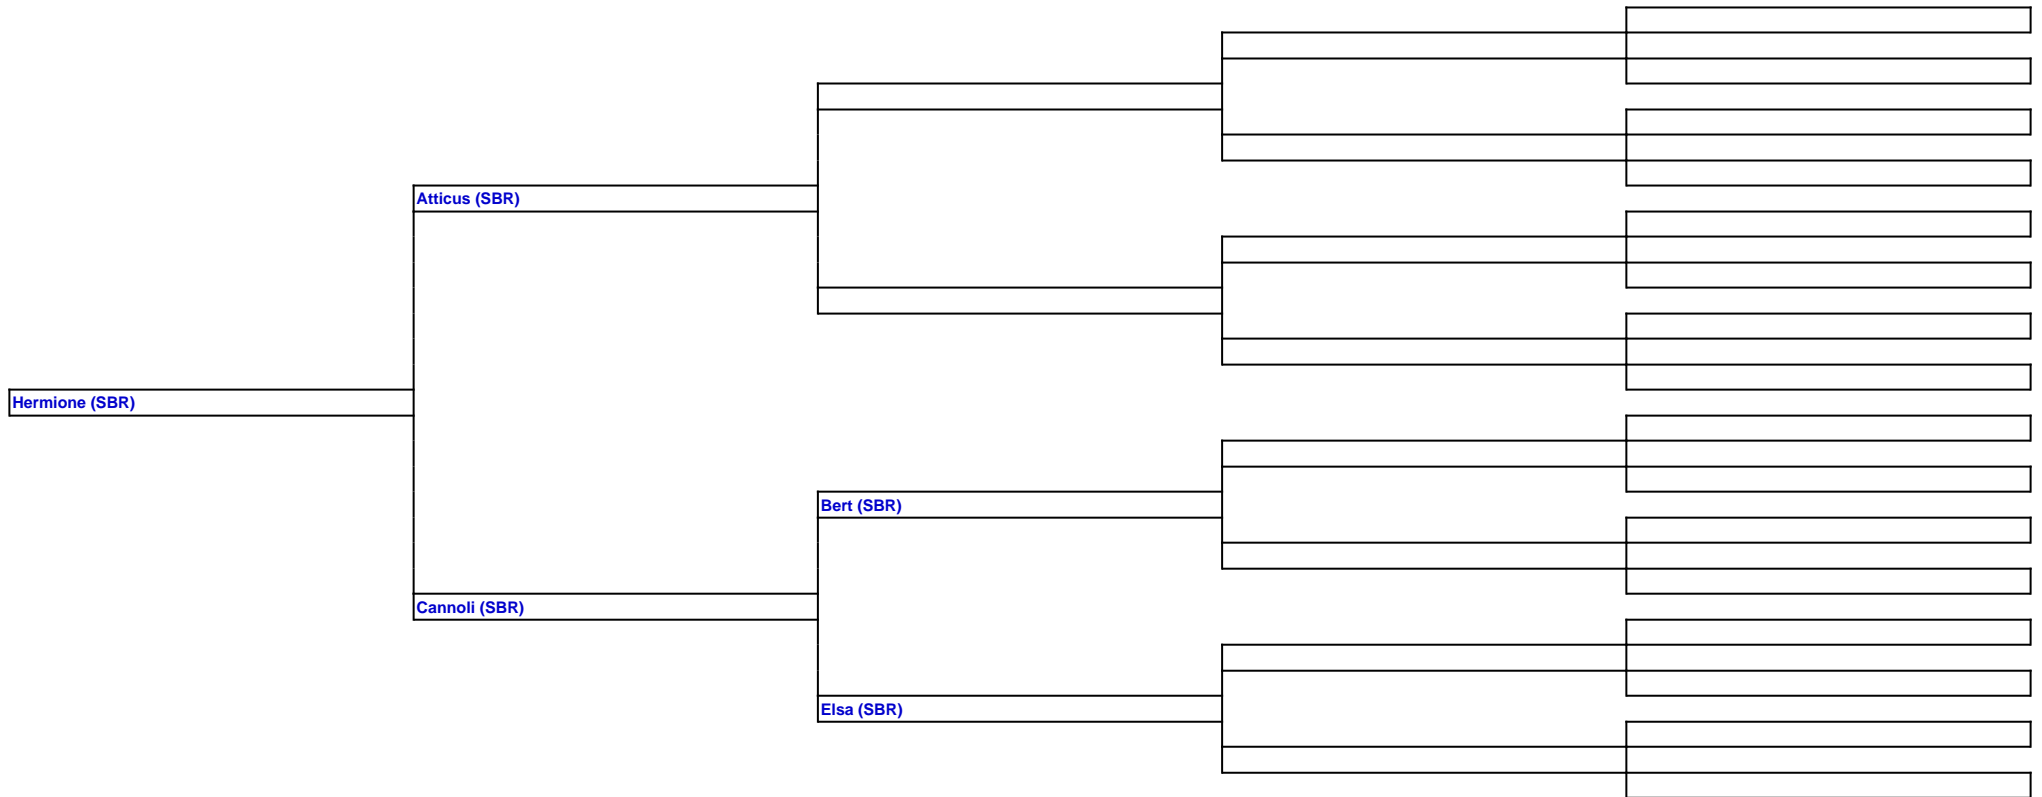 Atticus (SBR)
Hermione (SBR)
Bert (SBR)
Cannoli (SBR)
Elsa (SBR)